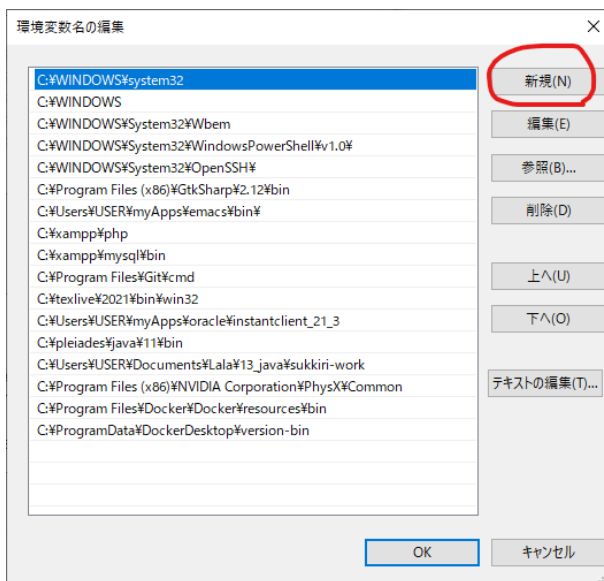 環境変数名の編集
C:¥WINDOWS¥system32
C:¥WINDOWS
C:¥WINDOWS¥System32¥Wbem
C:¥WINDOWS¥System32¥WindowsPowerShell¥v1.0¥
C:¥WINDOWS¥System32¥OpenSSH¥
C:¥Program Files (x86)¥GtkSharp¥2.12¥bin
C:¥Users¥USER¥myApps¥emacs¥bin¥
C:¥xampp¥php
C:¥xampp¥mysql¥bin
C:¥Program Files¥Git¥cmd
C:¥texlive¥2021¥bin¥win32
C:¥Users¥USER¥myApps¥oracle¥instantclient_21_3
C:¥pleiades¥java¥11¥bin
C:¥Users¥USER¥Documents¥Lala¥13_java¥sukkiri-work
C:¥Program Files (x86)¥NVIDIA Corporation¥PhysX¥Common
C:¥Program Files¥Docker¥Docker¥resources¥bin
C:¥ProgramData¥DockerDesktop¥version-bin
新規(N)
編集(E)
参照(B)...
削除(D)
上へ(U)
下へ(O)
テキストの編集(T)...
OK
キャンセル